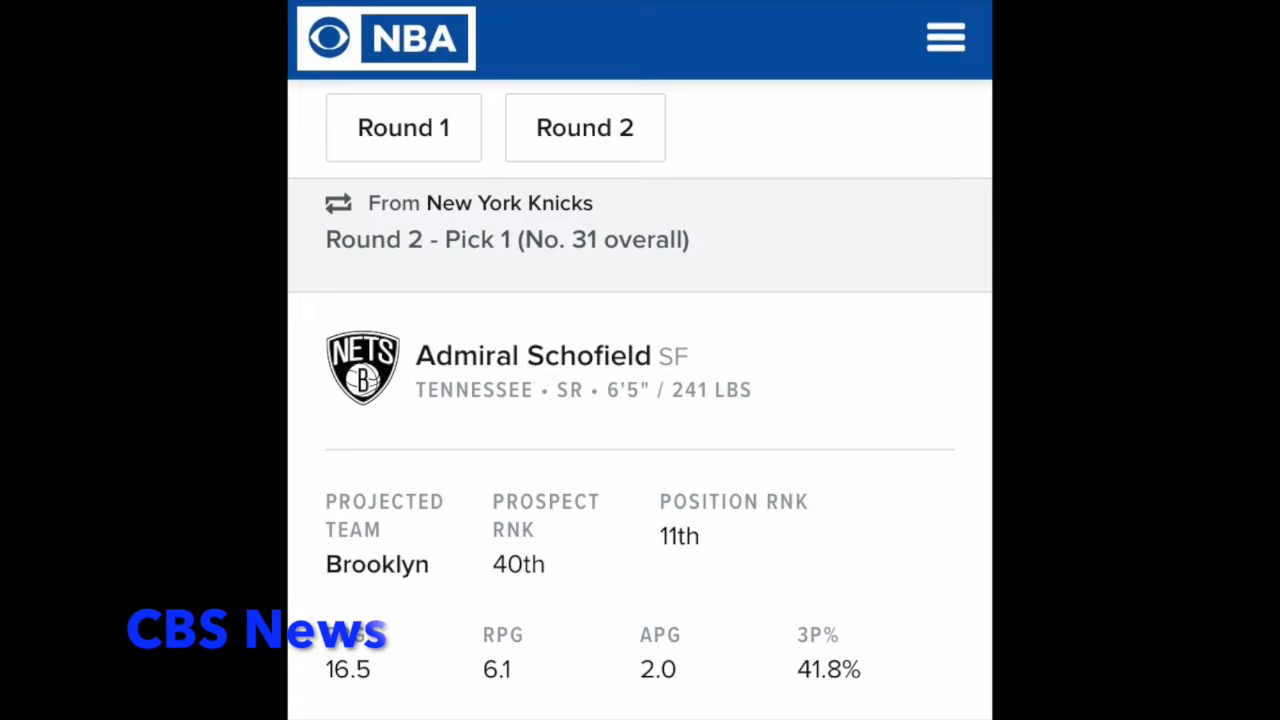 NBA
Round 1 Round 2
From New York Knicks
Round 2 - Pick 1 (No. 31 overall)
NETS
B
Admiral Schofield SF
TENNESSEE • SR • 6'5" / 241 LBS
PROJECTED TEAM
Brooklyn
PROSPECT RNK
40th
POSITION RNK
11th
CBS News
16.5
RPG
6.1
APG
2.0
3P%
41.8%